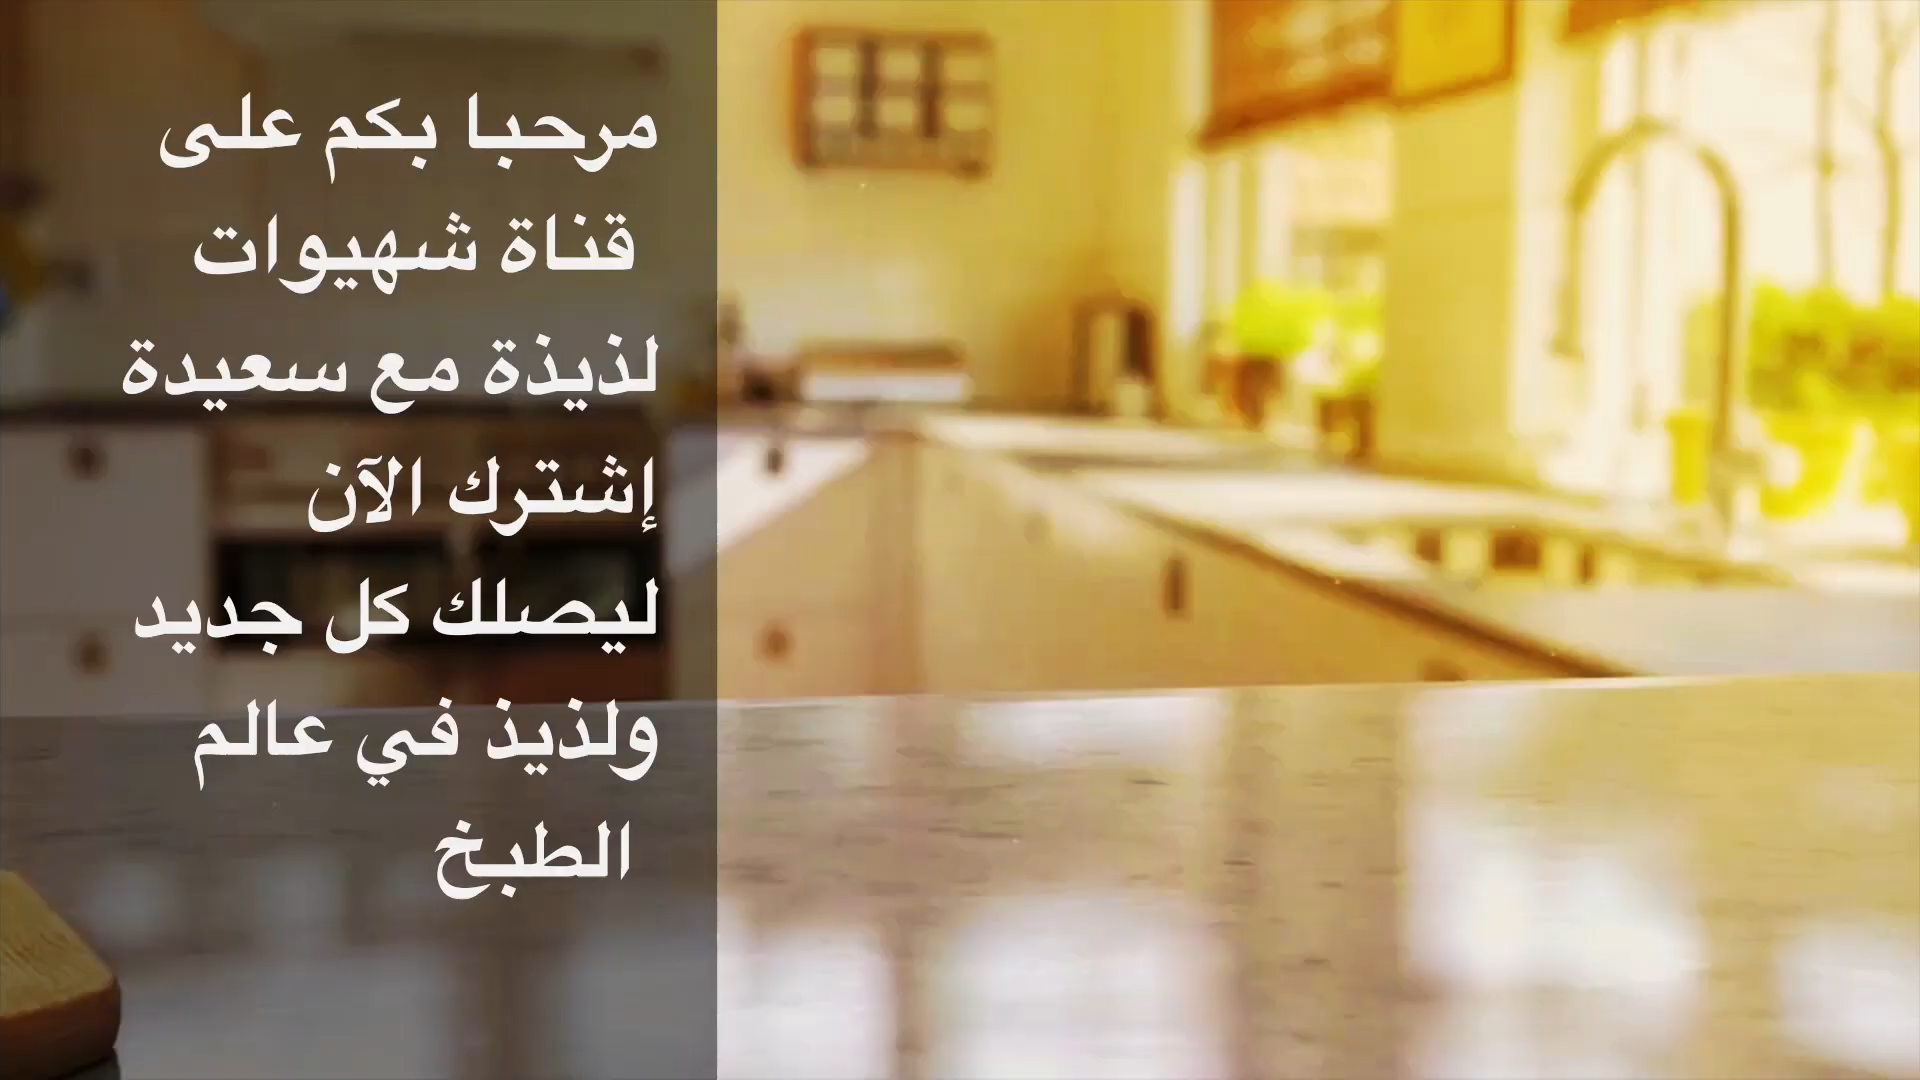 مرحبا بكم على
قناة شهيوات
لذيذة مع سعيدة
إشترك الآن
ليصلك كل جديد
ولذيذ في عالم
الطبخ